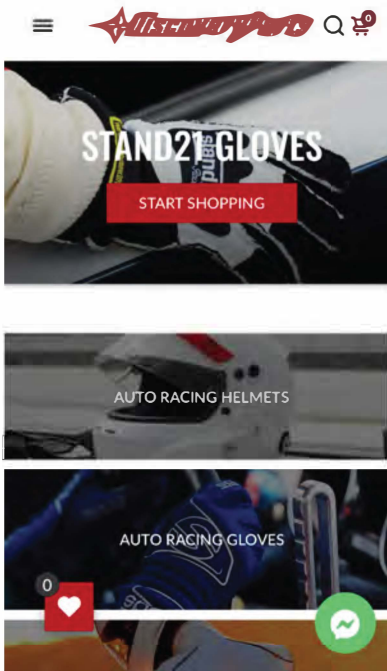 0
STAND21 GLOVES
START SHOPPING
AUTO RACING HELMETS
AUTO RACING GLOVES
0